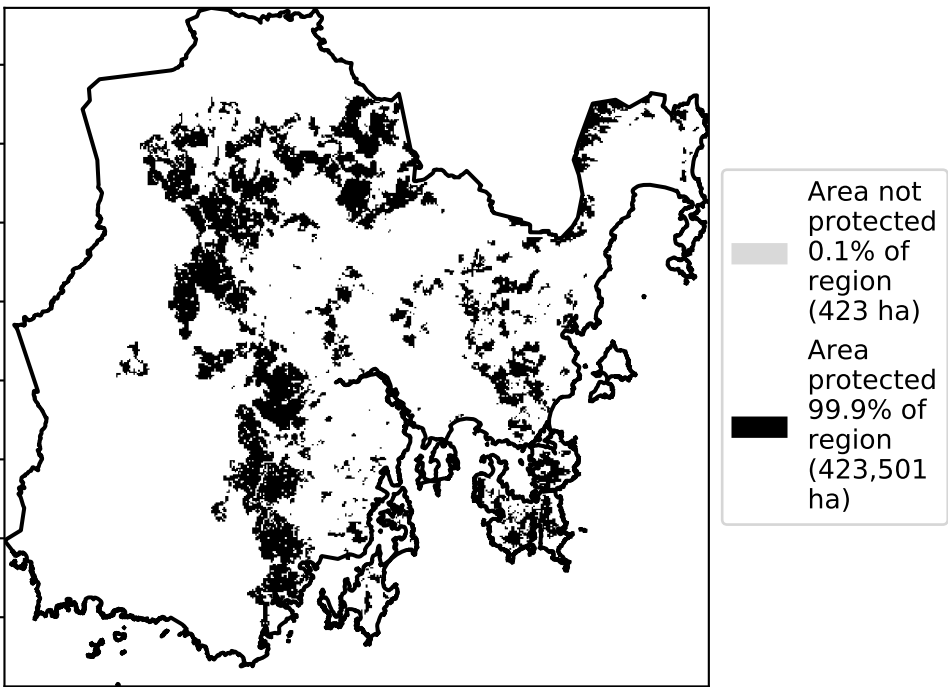 Area not
protected
0.1% of
region
(423 ha)
Area
protected
99.9% of
region
(423,501
ha)